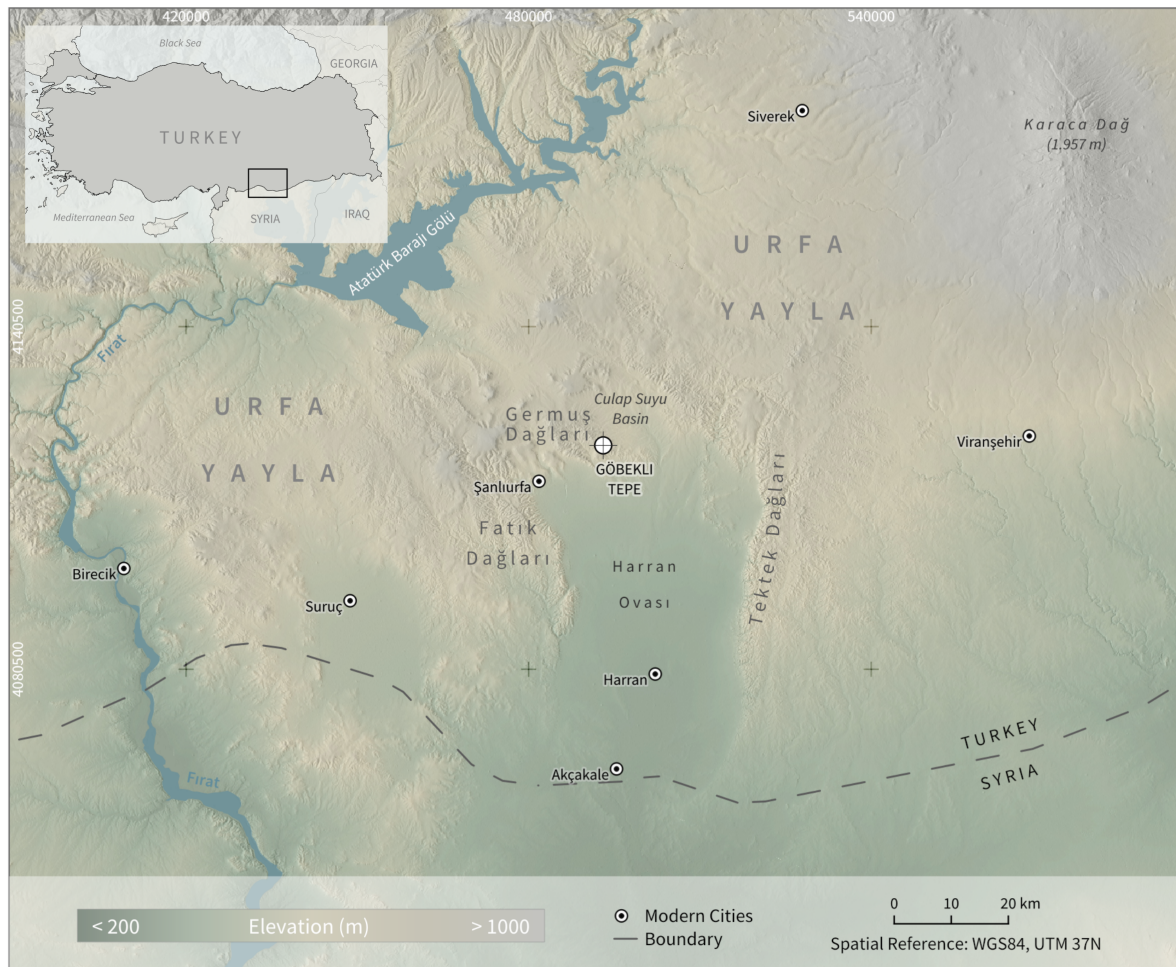 420000
480000
540000
Black Sea
GEORGIA
TURKEY
Mediterranean Sea
SYRIA
IRAQ
Siverek
Karaca Dağ
(1.957 m)
Atatürk Barajı Gölü
URFA
YAYLA
4140500
Fırat
URFA
YAYLA
Germuş
Dağları
Culap Suyu
Basin
GÖBEKLI
TEPE
Viranşehir
Şanlıurfa
Fatık
Dağları
Tektek Dağları
Harran
Ovası
Birecik
Suruç
4080500
Harran
Akçakale
TURKEY
SYRIA
Fırat
< 200 Elevation (m) > 1000
Modern Cities
Boundary
0 10 20 km
Spatial Reference: WGS84, UTM 37N